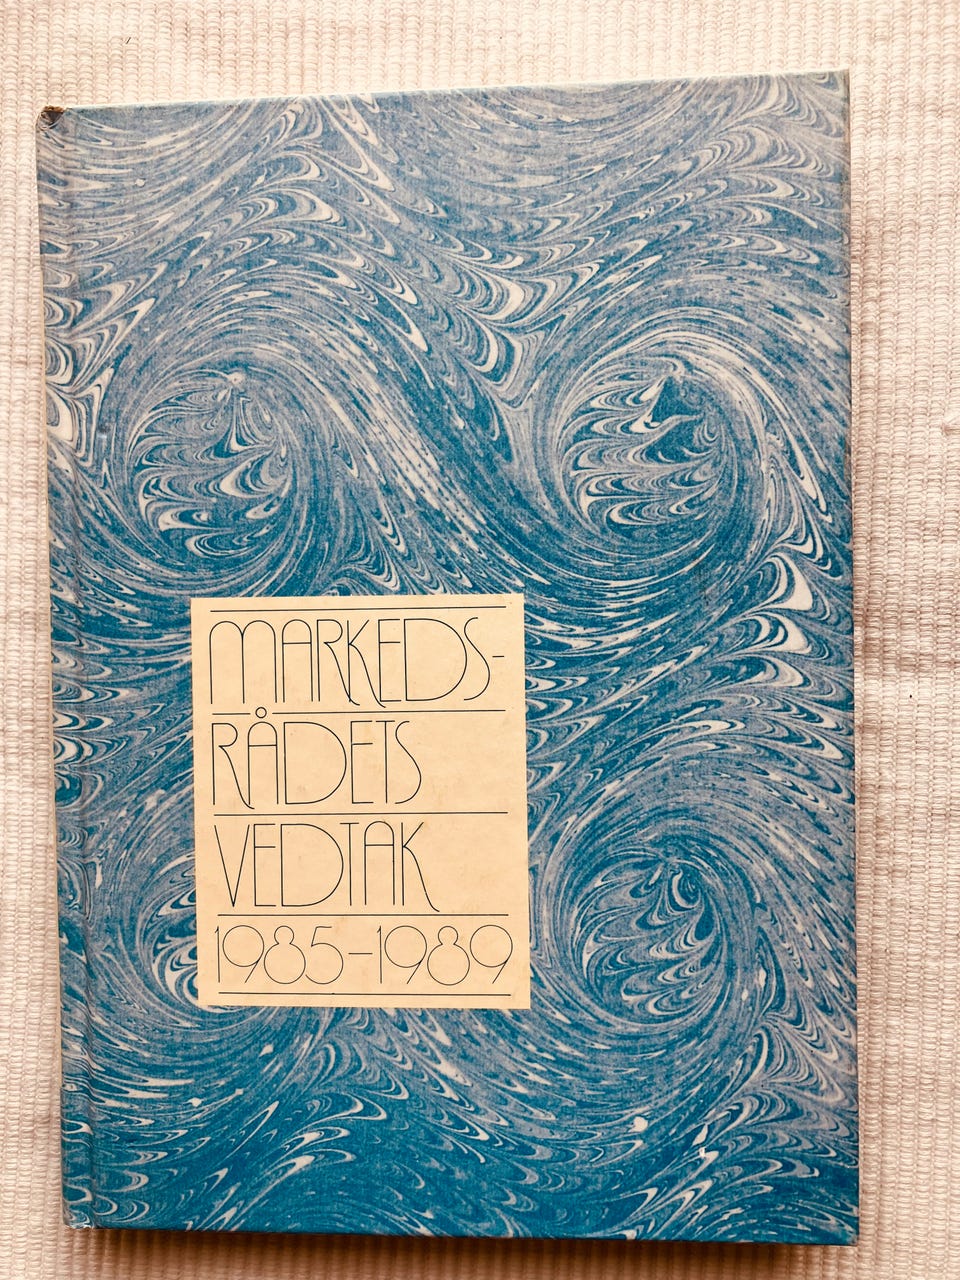 MARKEDS-
RÅDETS
VEDTAK
1985-1989